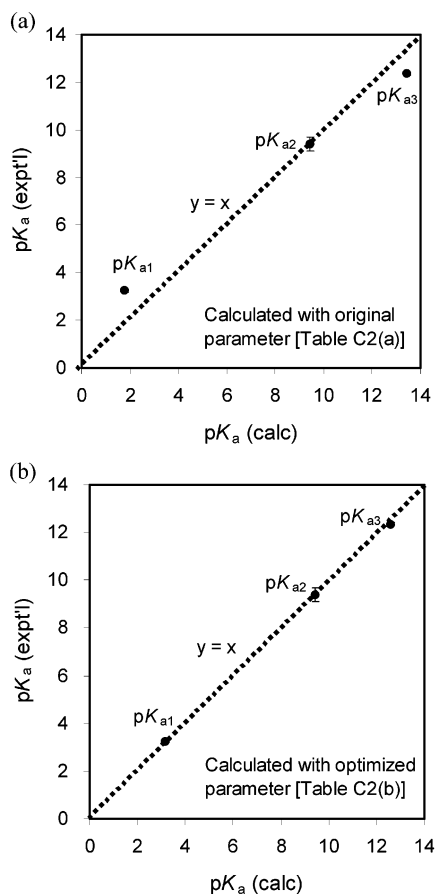 (a)
14
12
10
8
6
4
2
0
pKa (expt'l)
pKa3
pKa2
y = x
pKa1
Calculated with original
parameter [Table C2(a)]
0 2 4 6 8 10 12 14
pKa (calc)
(b)
14
12
10
8
6
4
2
0
pKa (expt'l)
pKa3
pKa2
y = x
pKa1
Calculated with optimized
parameter [Table C2(b)]
0 2 4 6 8 10 12 14
pKa (calc)